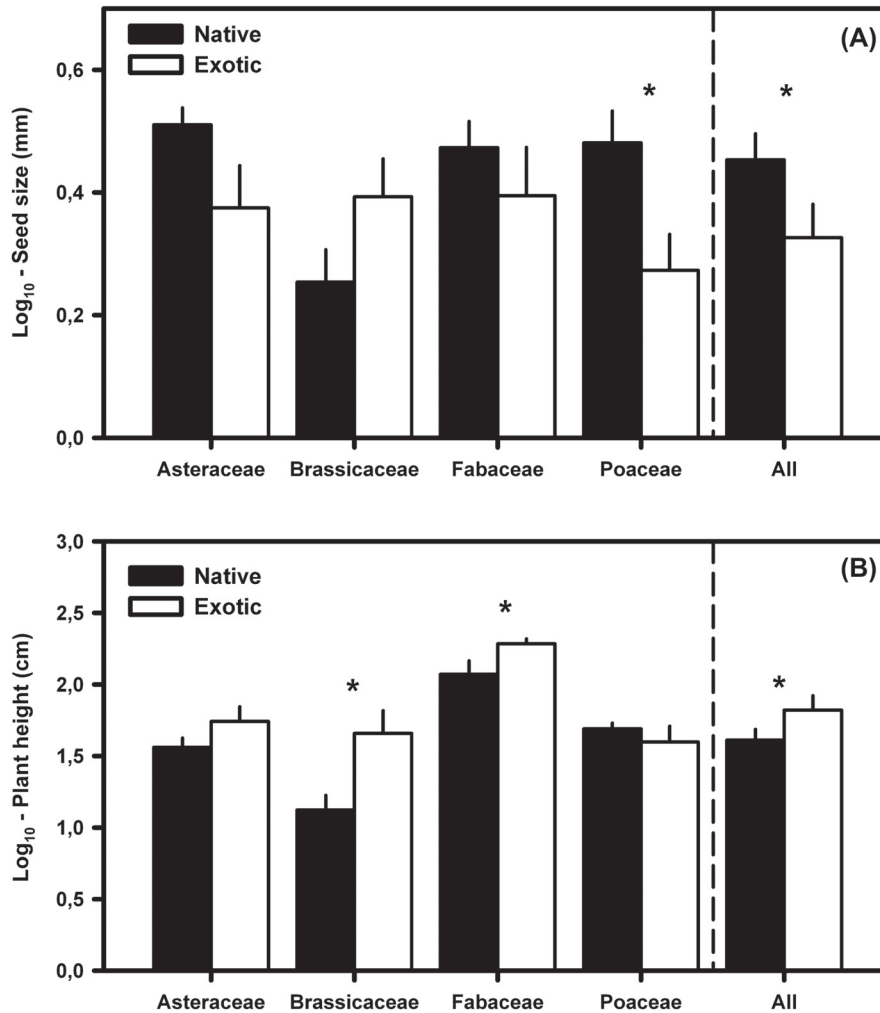 (A)
Native
Exotic
Log₁₀ - Seed size (mm)
0,6
0,4
0,2
0,0
* *
Asteraceae Brassicaceae Fabaceae Poaceae All
(B)
Native
Exotic
Log₁₀ - Plant height (cm)
3,0
2,5
2,0
1,5
1,0
0,5
0,0
* * *
Asteraceae Brassicaceae Fabaceae Poaceae All